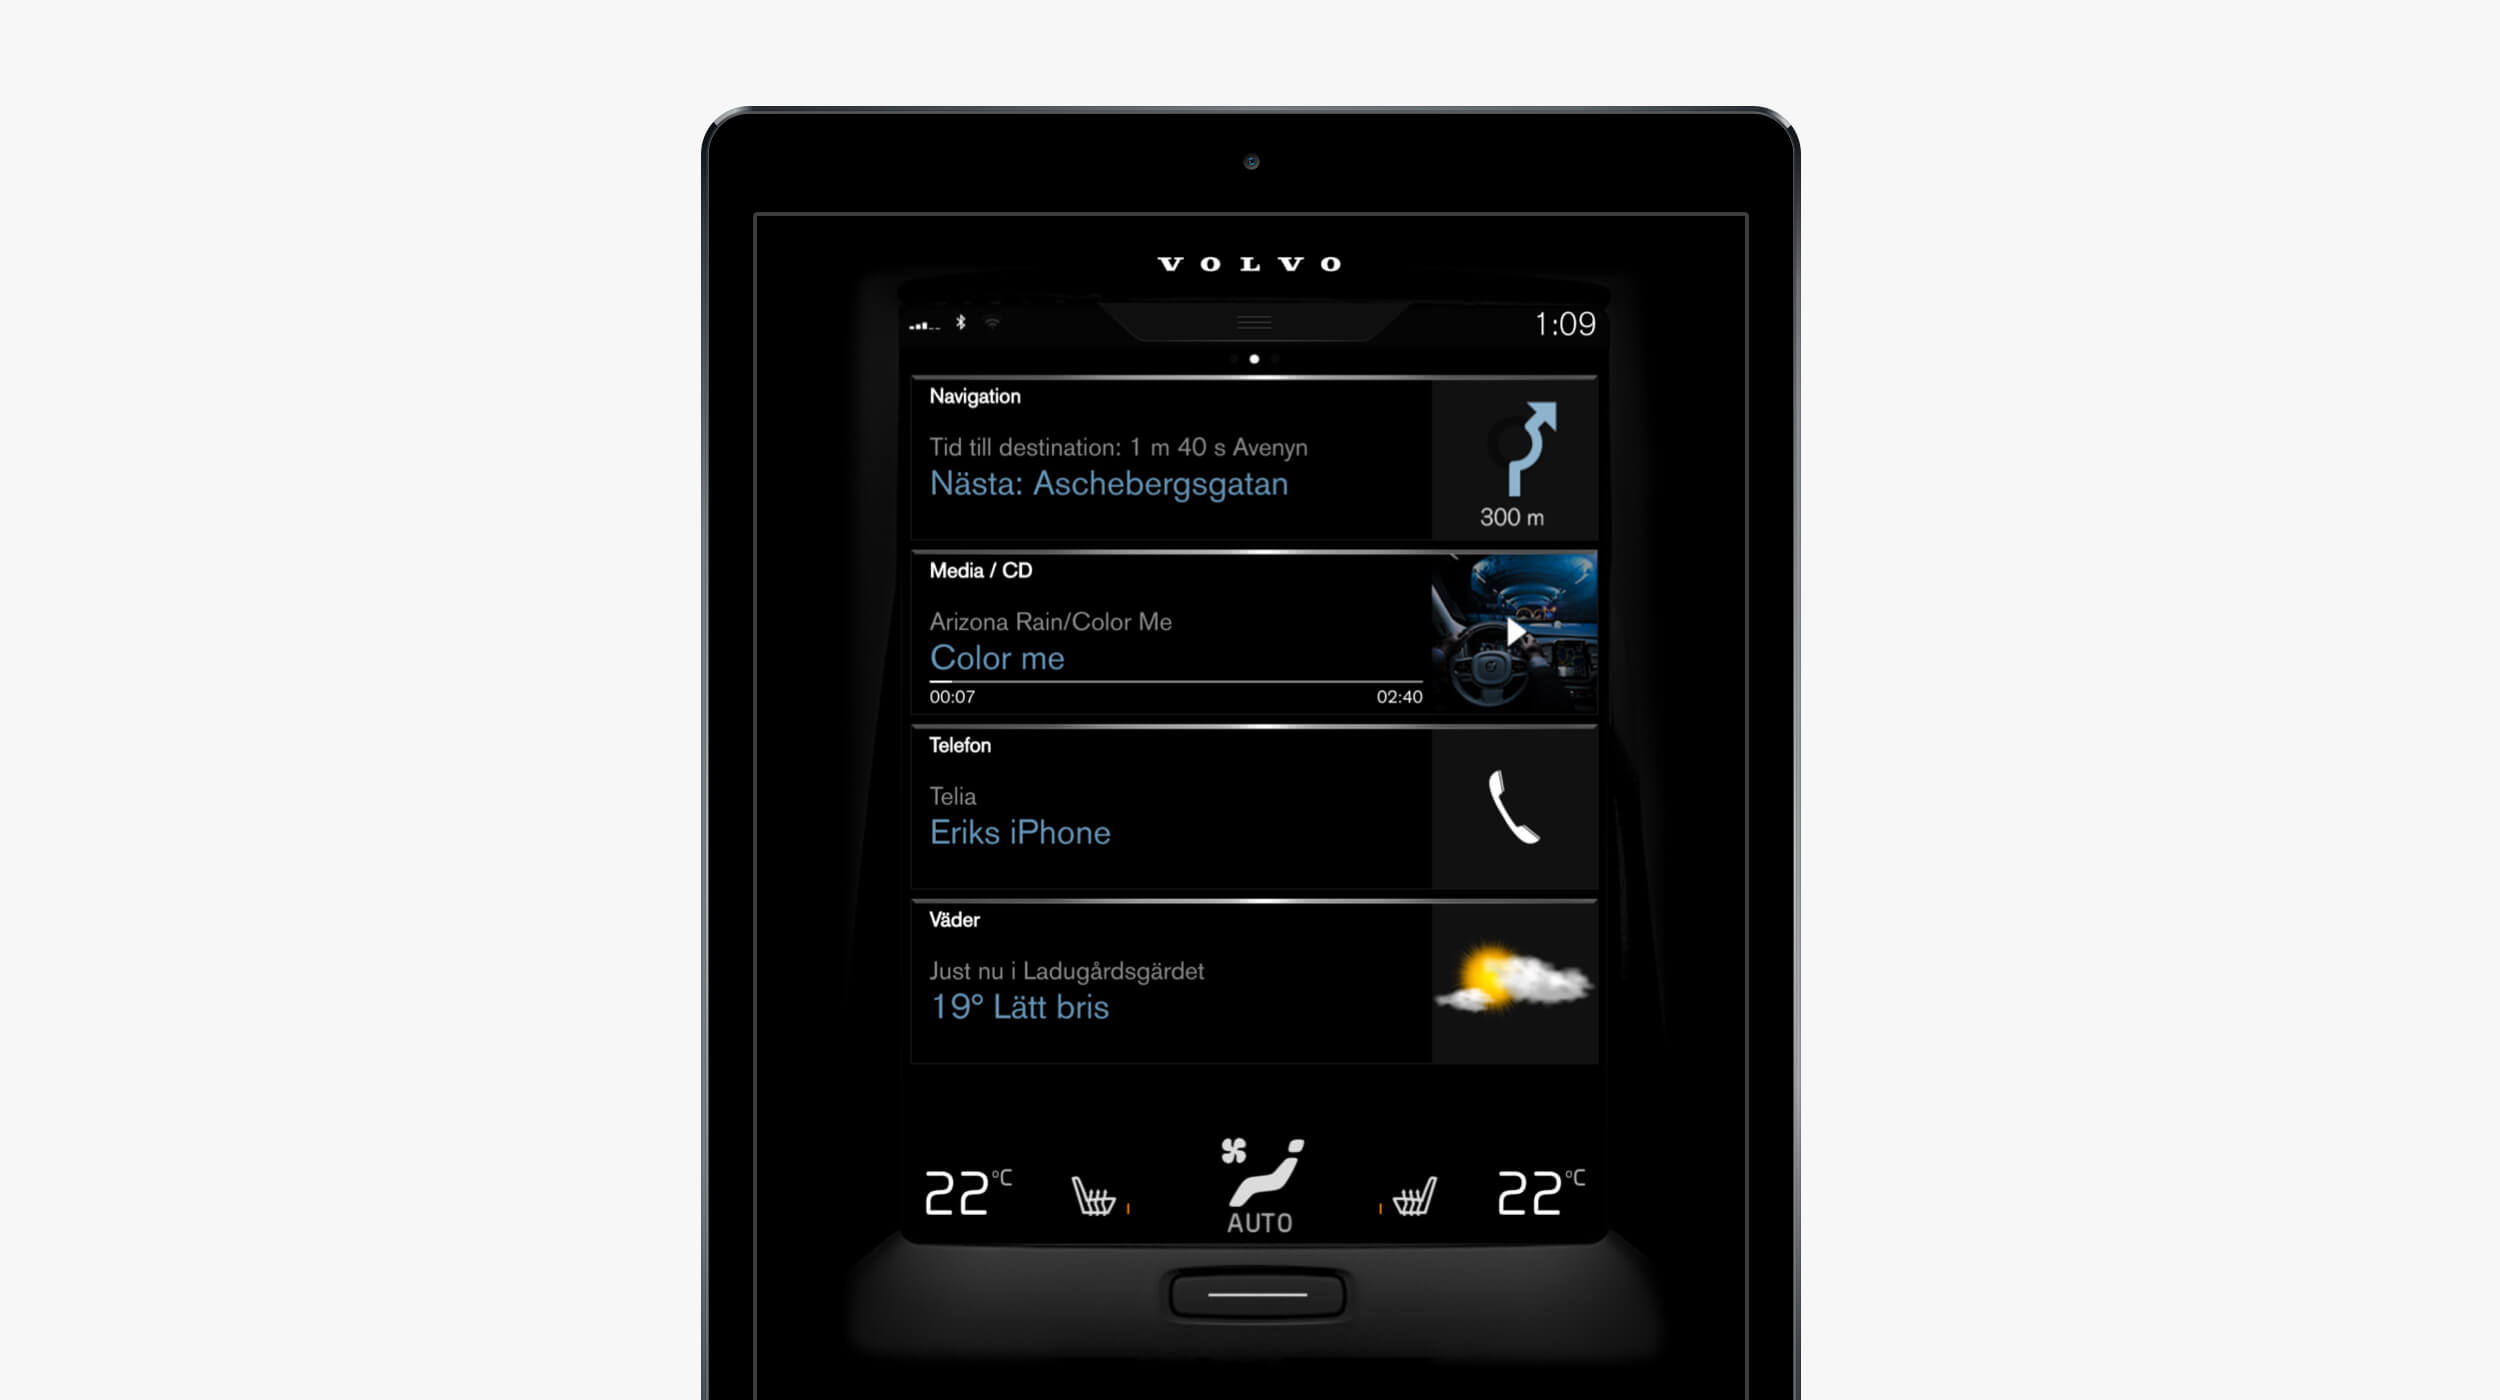 VOLVO
1:09
Navigation
Tid till destination: 1 m 40 s Avenyn
Nästa: Aschebergsgatan
300 m
Media / CD
Arizona Rain/Color Me
Color me
00:07 02:40
Telefon
Telia
Eriks iPhone
Väder
Just nu i Ladugårdsgärdet
19° Lätt bris
22°C 22°C
AUTO